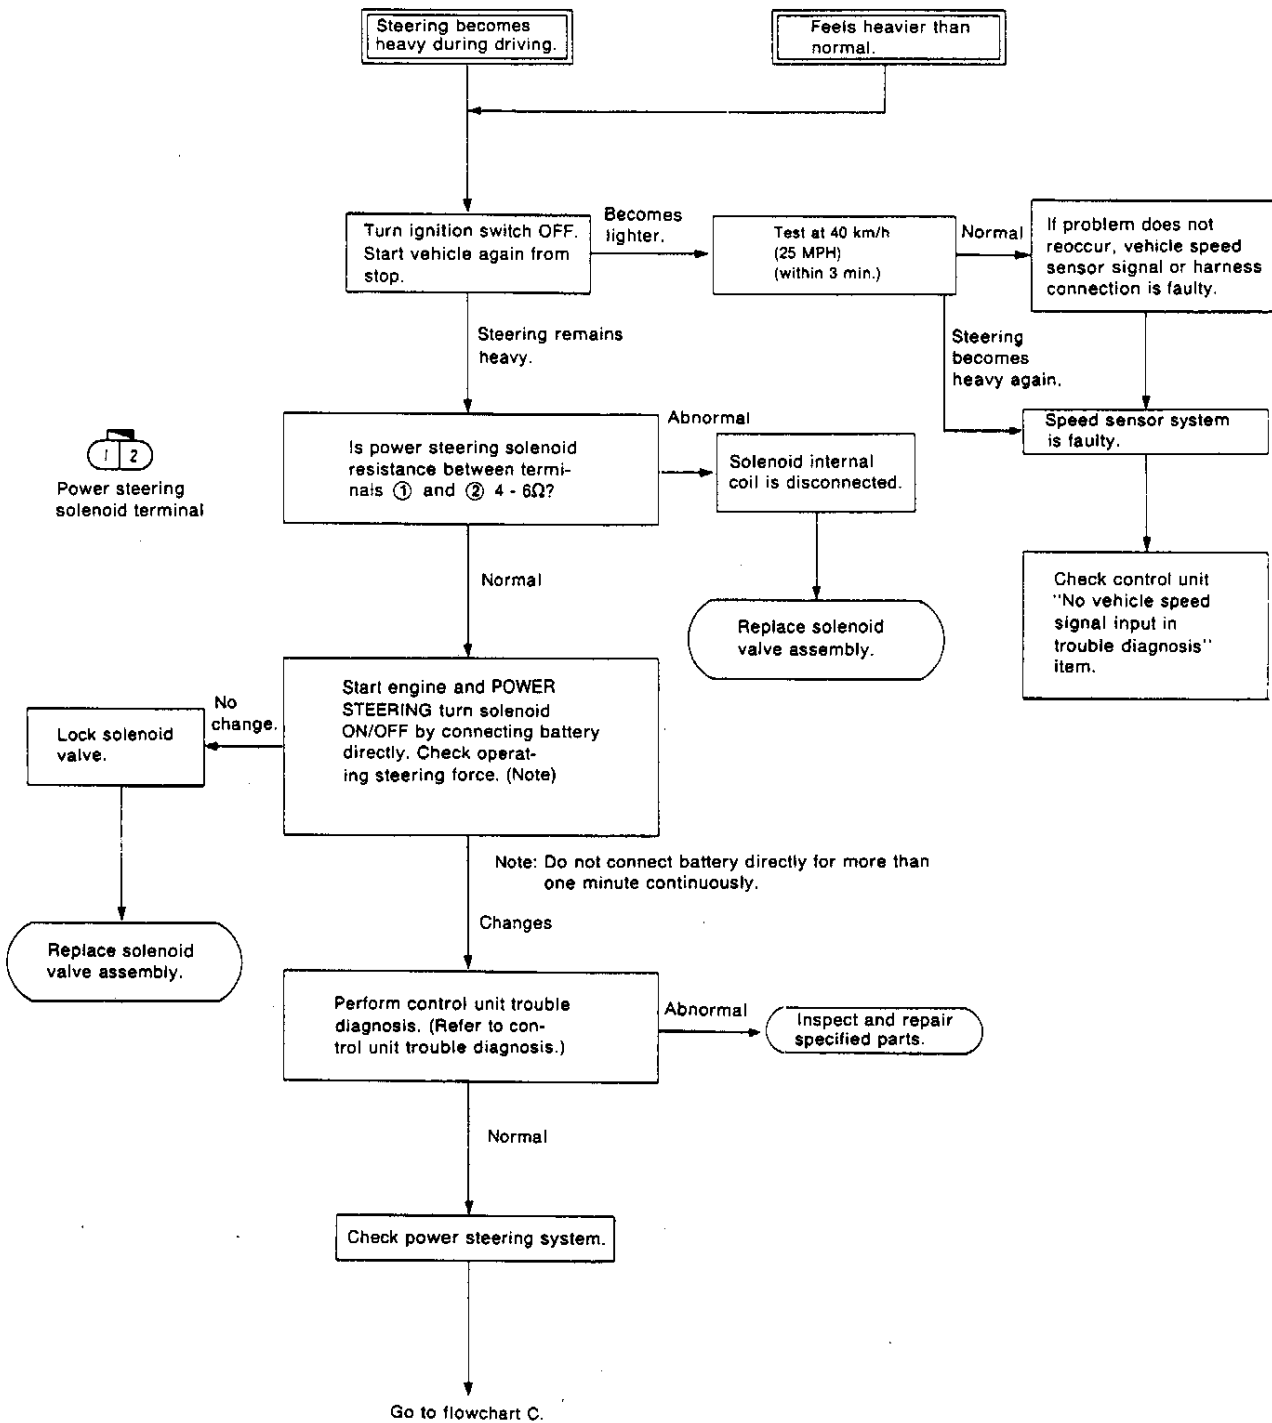 Steering becomes
heavy during driving.
Feels heavier than
normal.
Turn ignition switch OFF.
Start vehicle again from
stop.
Becomes
lighter.
Test at 40 km/h
(25 MPH)
(within 3 min.)
Normal
If problem does not
reoccur, vehicle speed
sensor signal or harness
connection is faulty.
Steering remains
heavy.
Steering
becomes
heavy again.
Speed sensor system
is faulty.
1 2
Power steering
solenoid terminal
Is power steering solenoid
resistance between termi-
nals ① and ② 4 - 6Ω?
Abnormal
Solenoid internal
coil is disconnected.
Normal
Replace solenoid
valve assembly.
Check control unit
"No vehicle speed
signal input in
trouble diagnosis"
item.
Start engine and POWER
STEERING turn solenoid
ON/OFF by connecting battery
directly. Check operat-
ing steering force. (Note)
No
change.
Lock solenoid
valve.
Note: Do not connect battery directly for more than
one minute continuously.
Changes
Replace solenoid
valve assembly.
Perform control unit trouble
diagnosis. (Refer to con-
trol unit trouble diagnosis.)
Abnormal
Inspect and repair
specified parts.
Normal
Check power steering system.
Go to flowchart C.